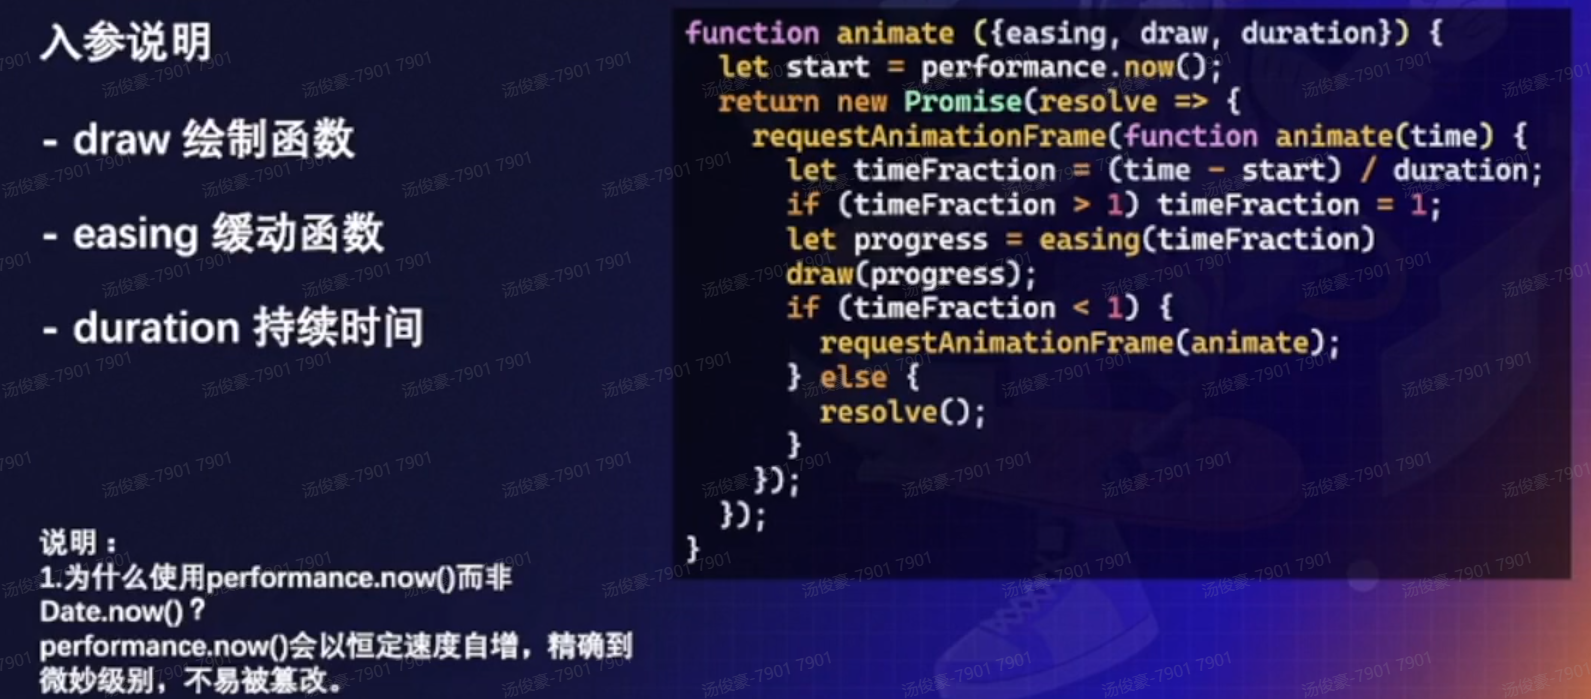 入参说明
- draw 绘制函数
- easing 缓动函数
- duration 持续时间
说明：
1.为什么使用performance.now()而非
Date.now()？
performance.now()会以恒定速度自增，精确到
微妙级别，不易被篡改。
function animate ({easing, draw, duration}) {
  let start = performance.now();
  return new Promise(resolve => {
    requestAnimationFrame(function animate(time) {
      let timeFraction = (time - start) / duration;
      if (timeFraction > 1) timeFraction = 1;
      let progress = easing(timeFraction)
      draw(progress);
      if (timeFraction < 1) {
        requestAnimationFrame(animate);
      } else {
        resolve();
      }
    });
  });
}
汤俊豪-7901 7901